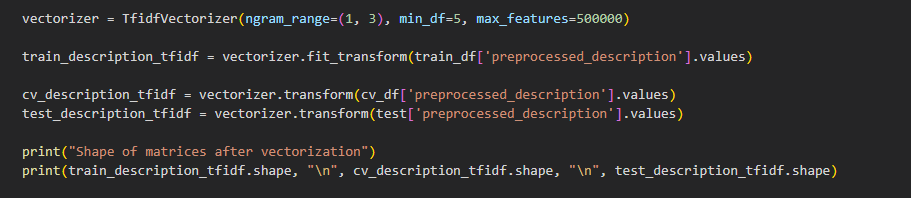 vectorizer = TfidfVectorizer(ngram_range=(1, 3), min_df=5, max_features=500000)
train_description_tfidf = vectorizer.fit_transform(train_df['preprocessed_description'].values)
cv_description_tfidf = vectorizer.transform(cv_df['preprocessed_description'].values)
test_description_tfidf = vectorizer.transform(test['preprocessed_description'].values)
print("Shape of matrices after vectorization")
print(train_description_tfidf.shape, "\n", cv_description_tfidf.shape, "\n", test_description_tfidf.shape)